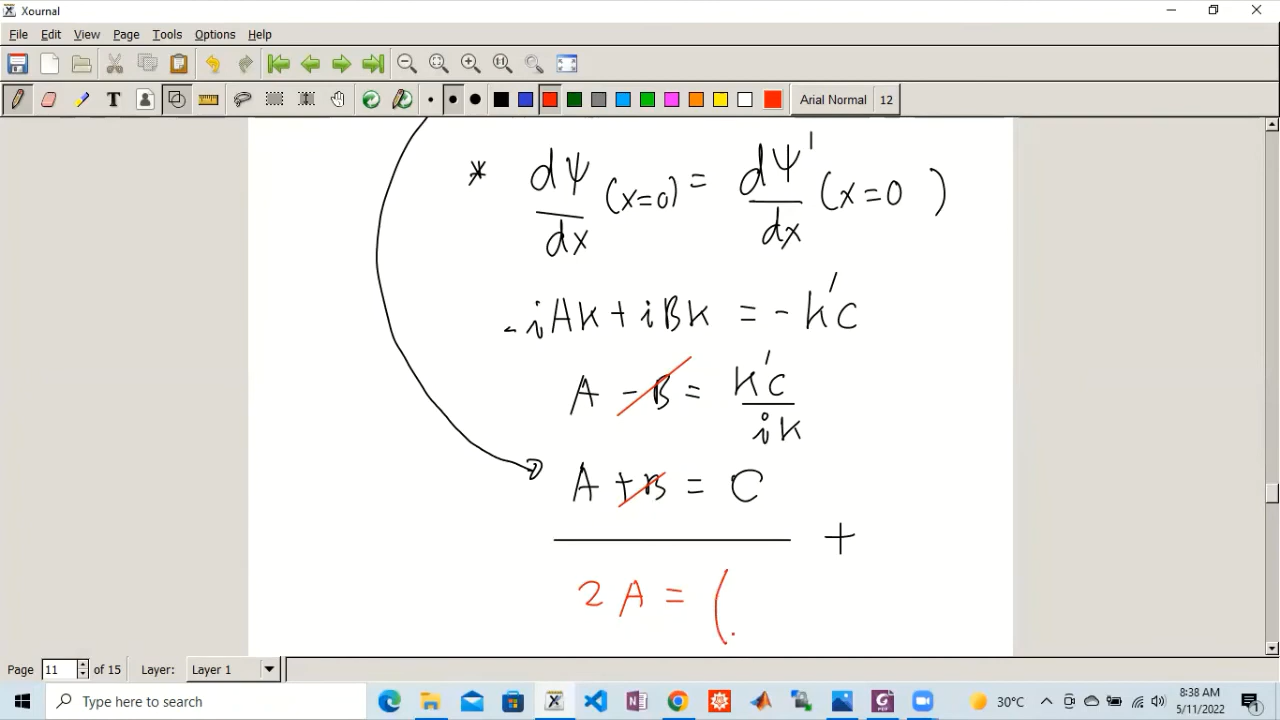 Xournal
File Edit View Page Tools Options Help
Arial Normal 12
* dΨ/dx (x=0) = dΨ'/dx (x=0)
-iAk + iBk = -k'c
A - B = k'c/ik
A + B = C
+
2A = (
Page 11 of 15 Layer: Layer 1
Type here to search
30°C
8:38 AM
5/11/2022